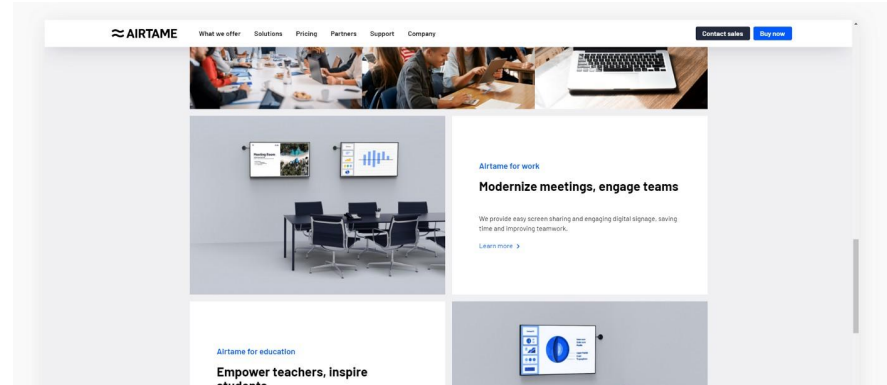 AIRTAME
What we offer Solutions Pricing Partners Support Company
Contact sales Buy now
Airtame for work
Modernize meetings, engage teams
We provide easy screen sharing and engaging digital signage, saving
time and improving teamwork.
Learn more >
Airtame for education
Empower teachers, inspire
students